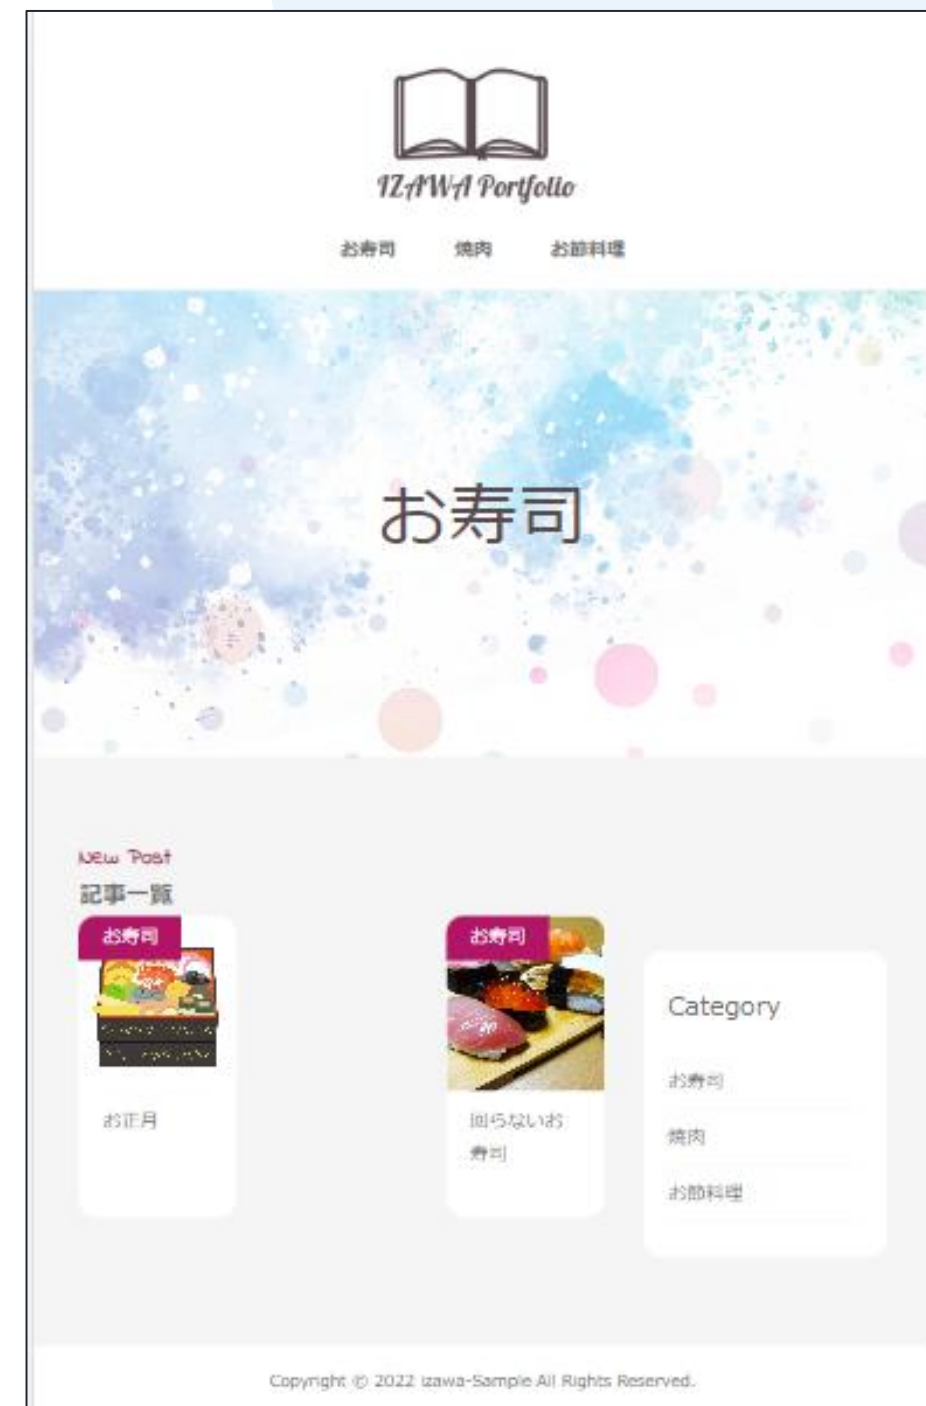 IZAWA Portfolio
お寿司 焼肉 お節料理
お寿司
New Post
記事一覧
お寿司
お正月
お寿司
回らないお
寿司
Category
お寿司
焼肉
お節料理
Copyright © 2022 izawa-Sample All Rights Reserved.